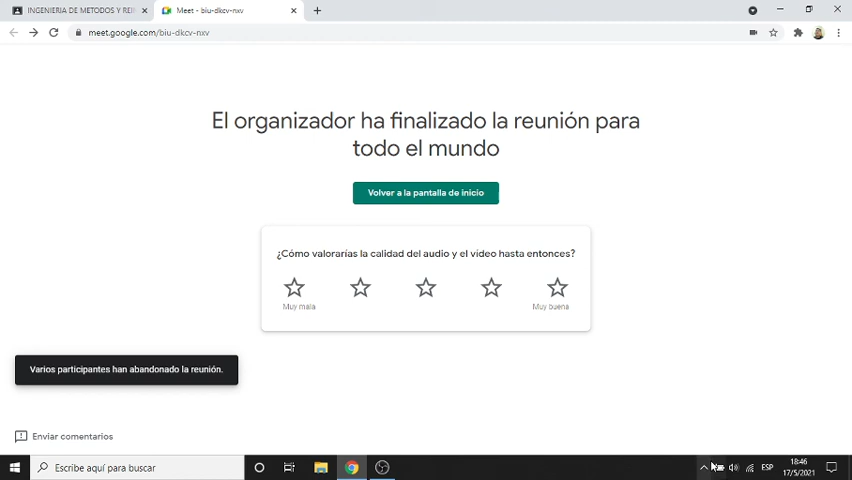 INGENIERIA DE METODOS Y REI
Meet - biu-dkcv-nxv
meet.google.com/biu-dkcv-nxv
El organizador ha finalizado la reunión para
todo el mundo
Volver a la pantalla de inicio
¿Cómo valorarías la calidad del audio y el vídeo hasta entonces?
Muy mala
Muy buena
Varios participantes han abandonado la reunión.
Enviar comentarios
Escribe aquí para buscar
ESP
18:46
17/5/2021